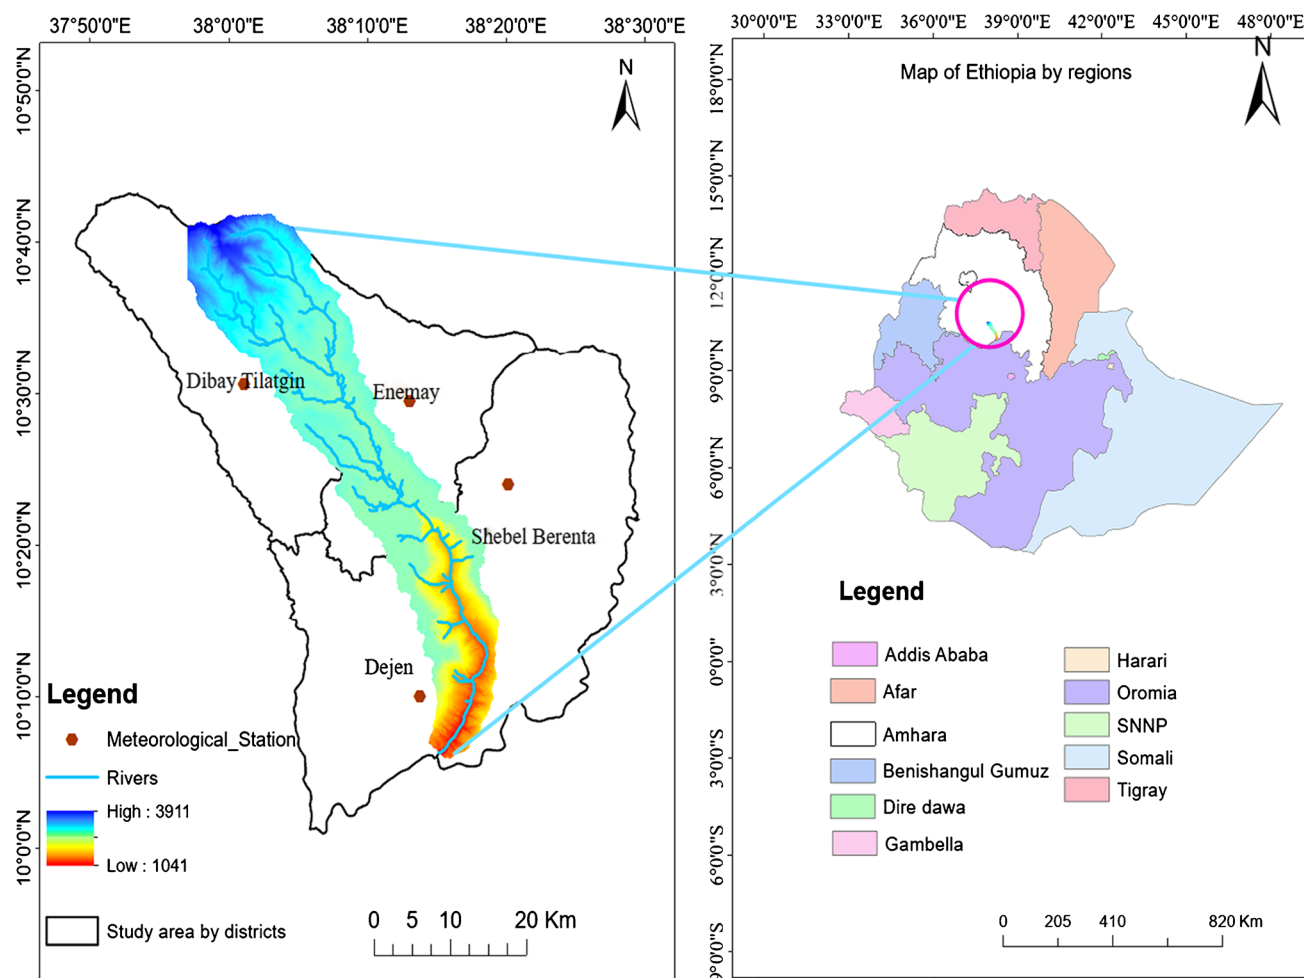 37°50'0"E 38°0'0"E 38°10'0"E 38°20'0"E 38°30'0"E
10°50'0"N
10°40'0"N
10°30'0"N
10°20'0"N
10°10'0"N
10°0'0"N
N
Dibay Tilatgin
Enemay
Shebel Berenta
Dejen
Legend
Meteorological_Station
Rivers
High : 3911
Low : 1041
Study area by districts
0 5 10 20 Km
30°0'0"E 33°0'0"E 36°0'0"E 39°0'0"E 42°0'0"E 45°0'0"E 48°0'0"E
N
Map of Ethiopia by regions
18°0'0"N
15°0'0"N
12°0'0"N
9°0'0"N
6°0'0"N
3°0'0"N
0°0'0"
3°0'0"S
6°0'0"S
9°0'0"S
Legend
Addis Ababa
Afar
Amhara
Benishangul Gumuz
Dire dawa
Gambella
Harari
Oromia
SNNP
Somali
Tigray
0 205 410 820 Km